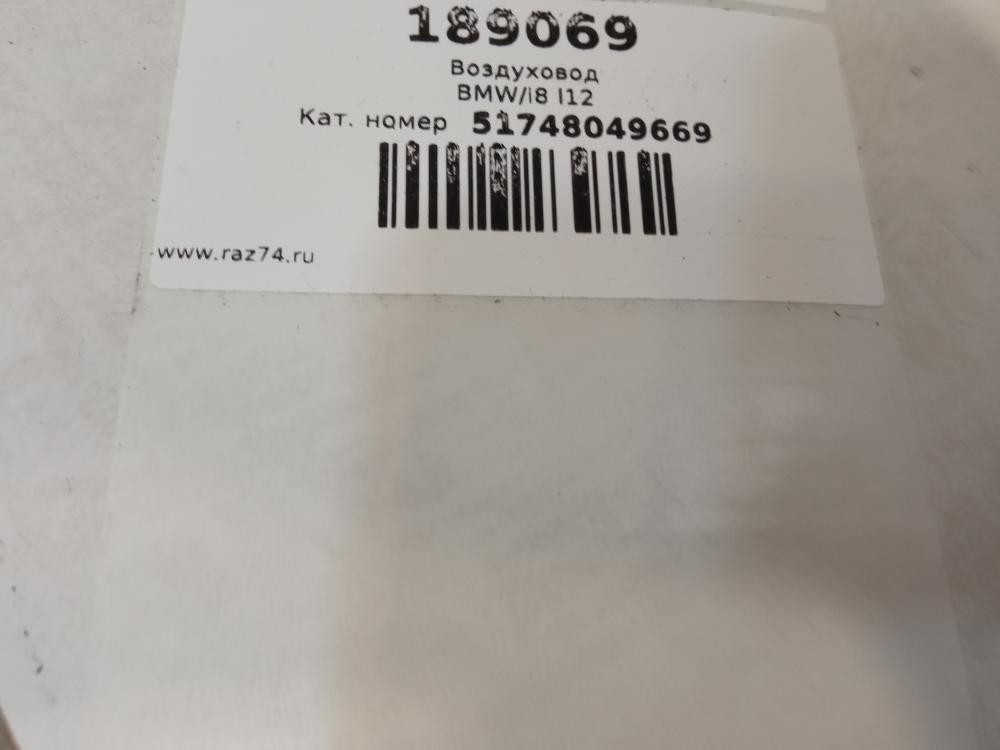 189069
Воздуховод
BMW/i8 I12
Кат. номер 51748049669
www.raz74.ru